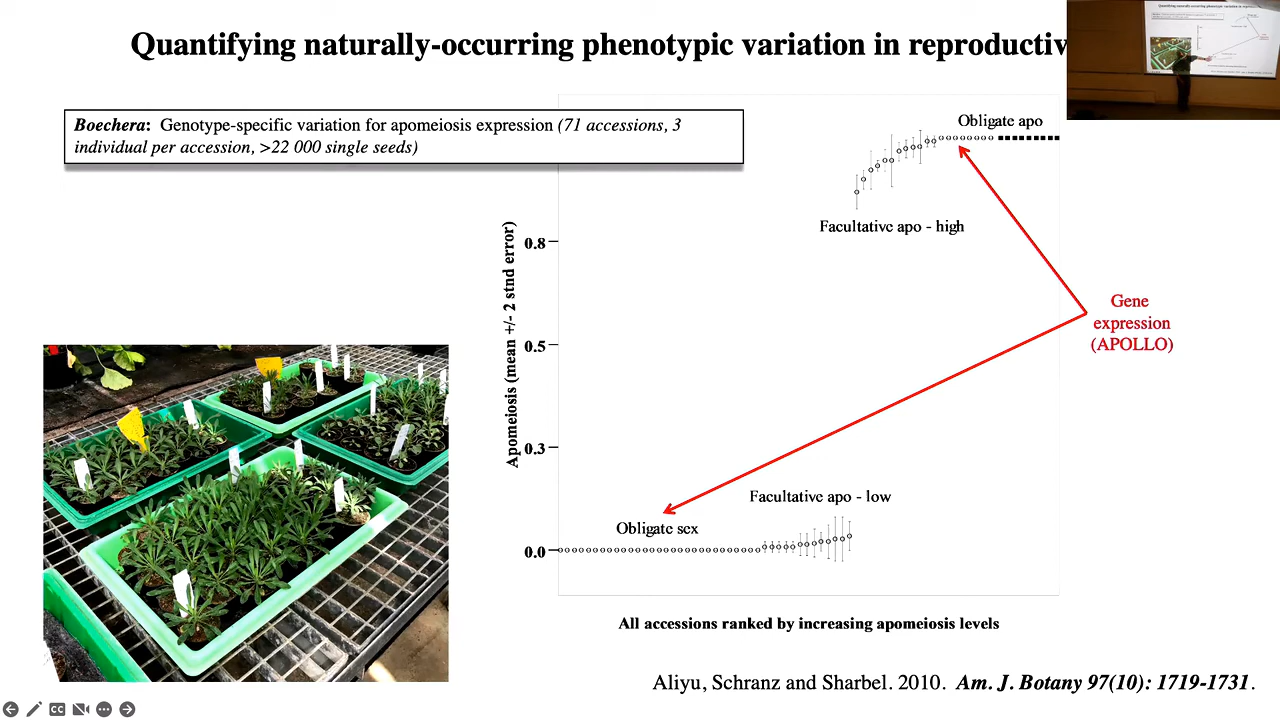 Quantifying naturally-occurring phenotypic variation in reproductiv
Boechera: Genotype-specific variation for apomeiosis expression (71 accessions, 3
individual per accession, >22 000 single seeds)
Obligate apo
Facultative apo - high
Apomeiosis (mean +/- 2 stnd error)
0.8
0.5
0.3
0.0
Gene
expression
(APOLLO)
Facultative apo - low
Obligate sex
All accessions ranked by increasing apomeiosis levels
Aliyu, Schranz and Sharbel. 2010. Am. J. Botany 97(10): 1719-1731.
CC